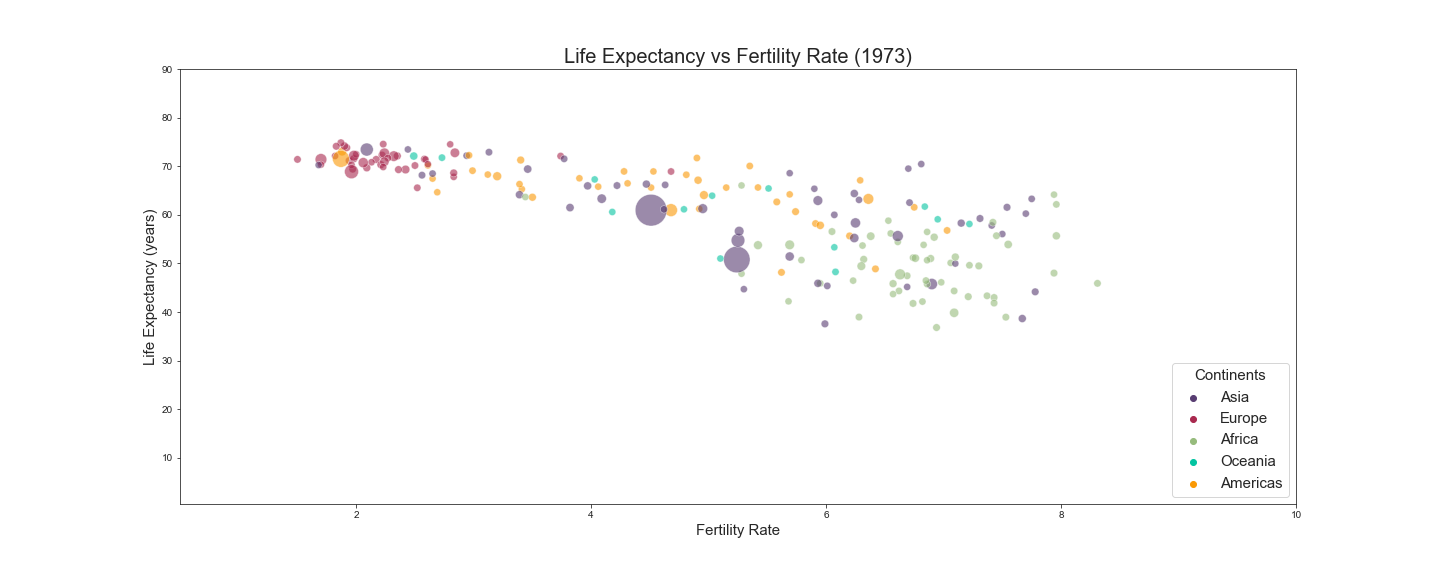 Life Expectancy vs Fertility Rate (1973)
90
80
70
60
50
40
30
20
10
Life Expectancy (years)
2
4
6
8
10
Fertility Rate
Continents
Asia
Europe
Africa
Oceania
Americas